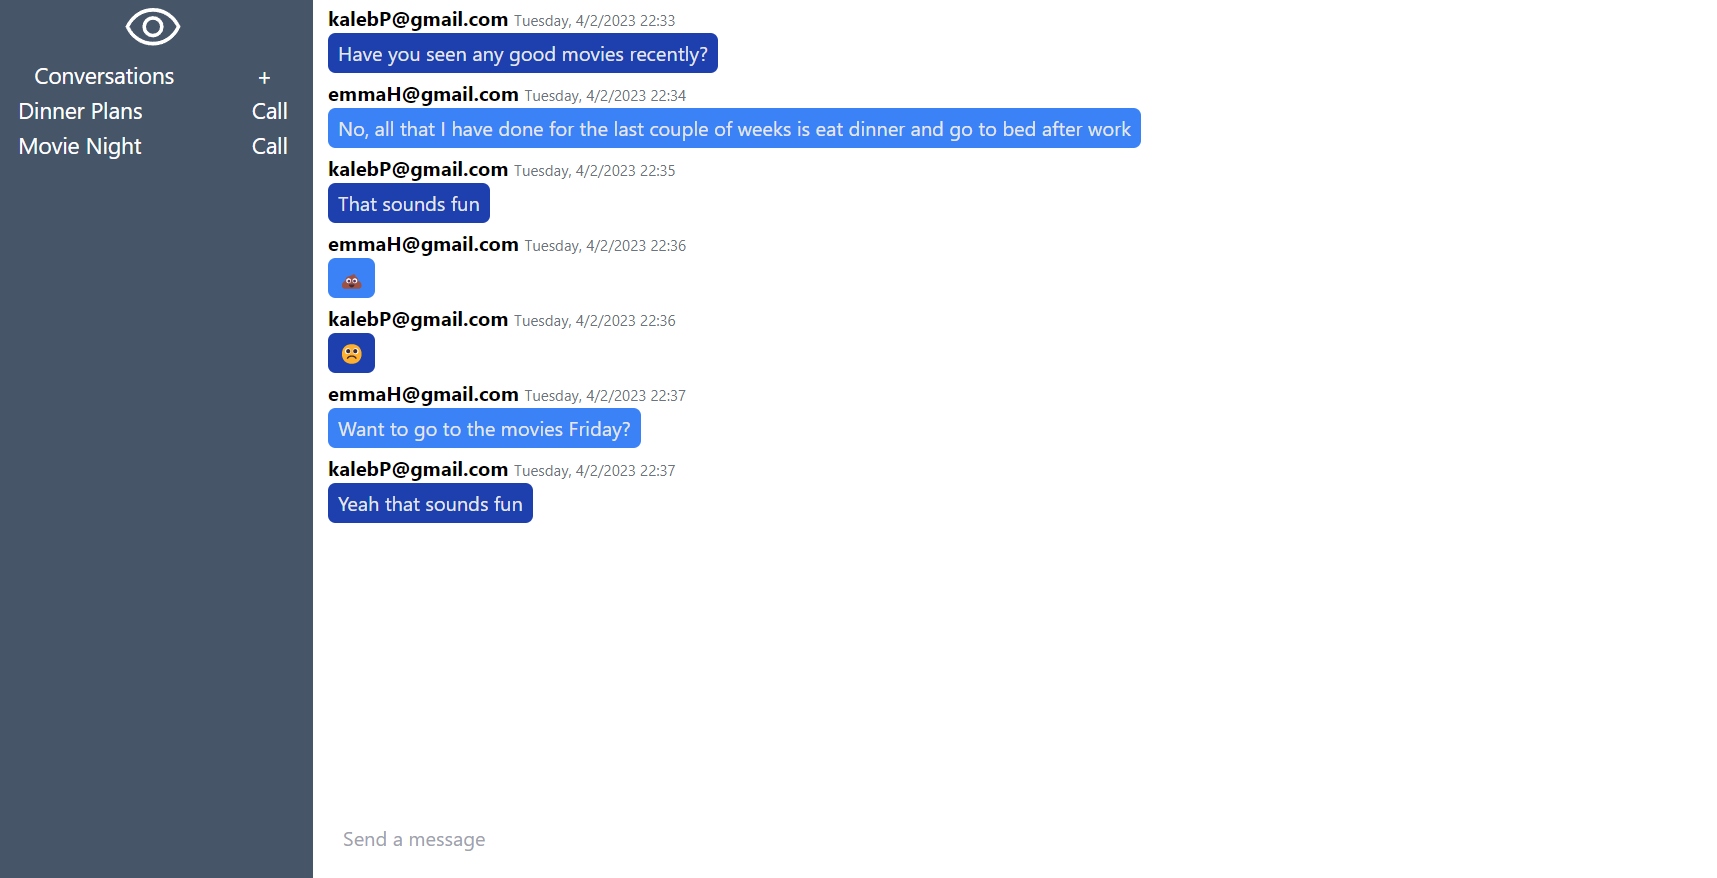 Conversations +
Dinner Plans Call
Movie Night Call
kalebP@gmail.com Tuesday, 4/2/2023 22:33
Have you seen any good movies recently?
emmaH@gmail.com Tuesday, 4/2/2023 22:34
No, all that I have done for the last couple of weeks is eat dinner and go to bed after work
kalebP@gmail.com Tuesday, 4/2/2023 22:35
That sounds fun
emmaH@gmail.com Tuesday, 4/2/2023 22:36
💩
kalebP@gmail.com Tuesday, 4/2/2023 22:36
🙁
emmaH@gmail.com Tuesday, 4/2/2023 22:37
Want to go to the movies Friday?
kalebP@gmail.com Tuesday, 4/2/2023 22:37
Yeah that sounds fun
Send a message